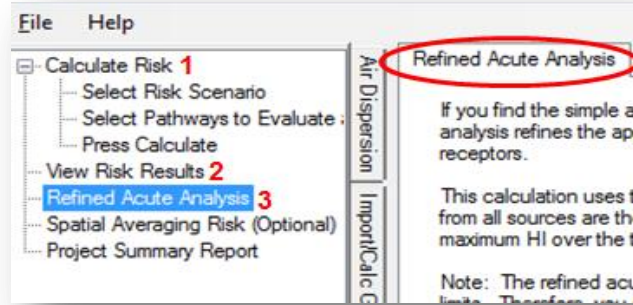 File Help
Calculate Risk 1
Select Risk Scenario
Select Pathways to Evaluate
Press Calculate
View Risk Results 2
Refined Acute Analysis 3
Spatial Averaging Risk (Optional)
Project Summary Report
Air Dispersion
Import/Calc
Refined Acute Analysis
If you find the simple a
analysis refines the ap
receptors.
This calculation uses t
from all sources are th
maximum HI over the t
Note: The refined acu
limits. Therefore, you